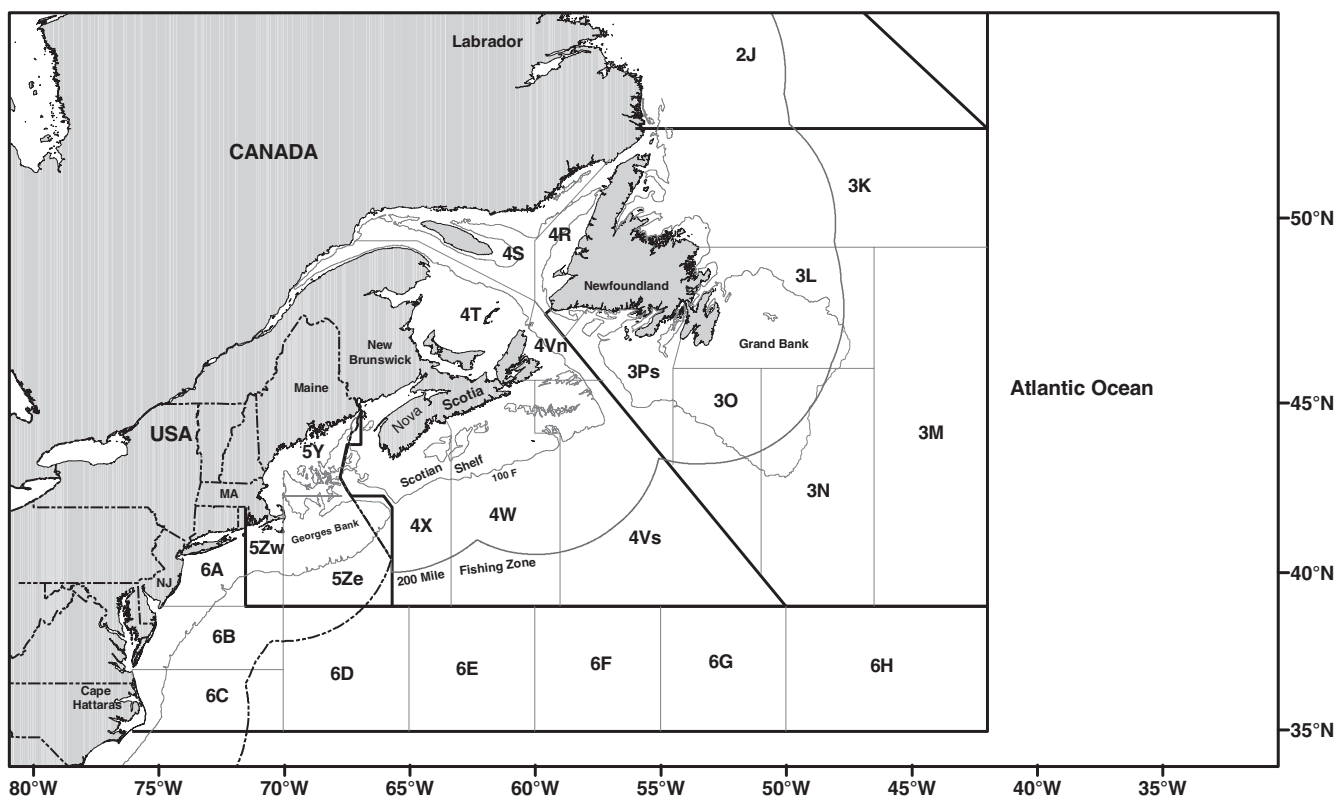 2J
Labrador
CANADA
3K
50°N
4R
4S
3L
Newfoundland
4T
New
Brunswick
4Vn
Grand Bank
3Ps
Maine
Atlantic Ocean
3O
Nova Scotia
45°N
USA
3M
5Y
Scotian Shelf
100 F
MA
3N
4X
4W
Georges Bank
4Vs
5Zw
6A
200 Mile Fishing Zone
40°N
NJ
5Ze
6B
6D
6E
6F
6G
6H
Cape
Hattaras
6C
35°N
80°W 75°W 70°W 65°W 60°W 55°W 50°W 45°W 40°W 35°W